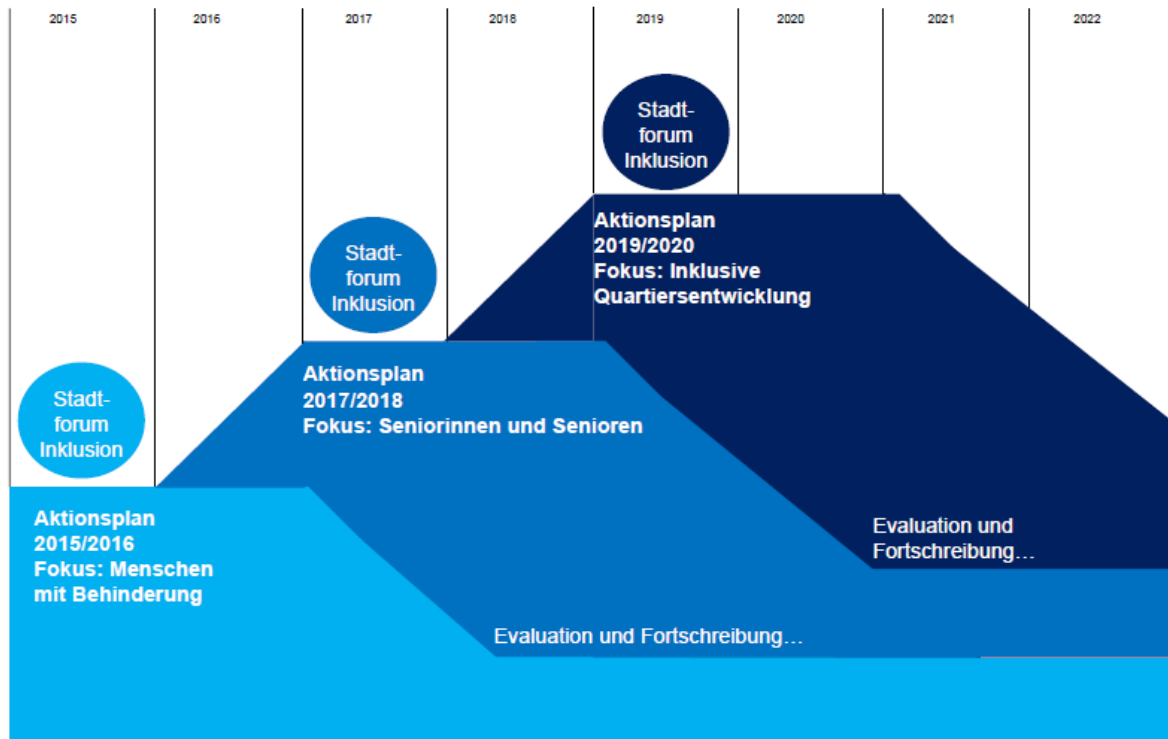 2015 2016 2017 2018 2019 2020 2021 2022
Stadt-
forum
Inklusion
Aktionsplan
2019/2020
Fokus: Inklusive
Quartiersentwicklung
Stadt-
forum
Inklusion
Aktionsplan
2017/2018
Fokus: Seniorinnen und Senioren
Stadt-
forum
Inklusion
Aktionsplan
2015/2016
Fokus: Menschen
mit Behinderung
Evaluation und
Fortschreibung…
Evaluation und Fortschreibung…